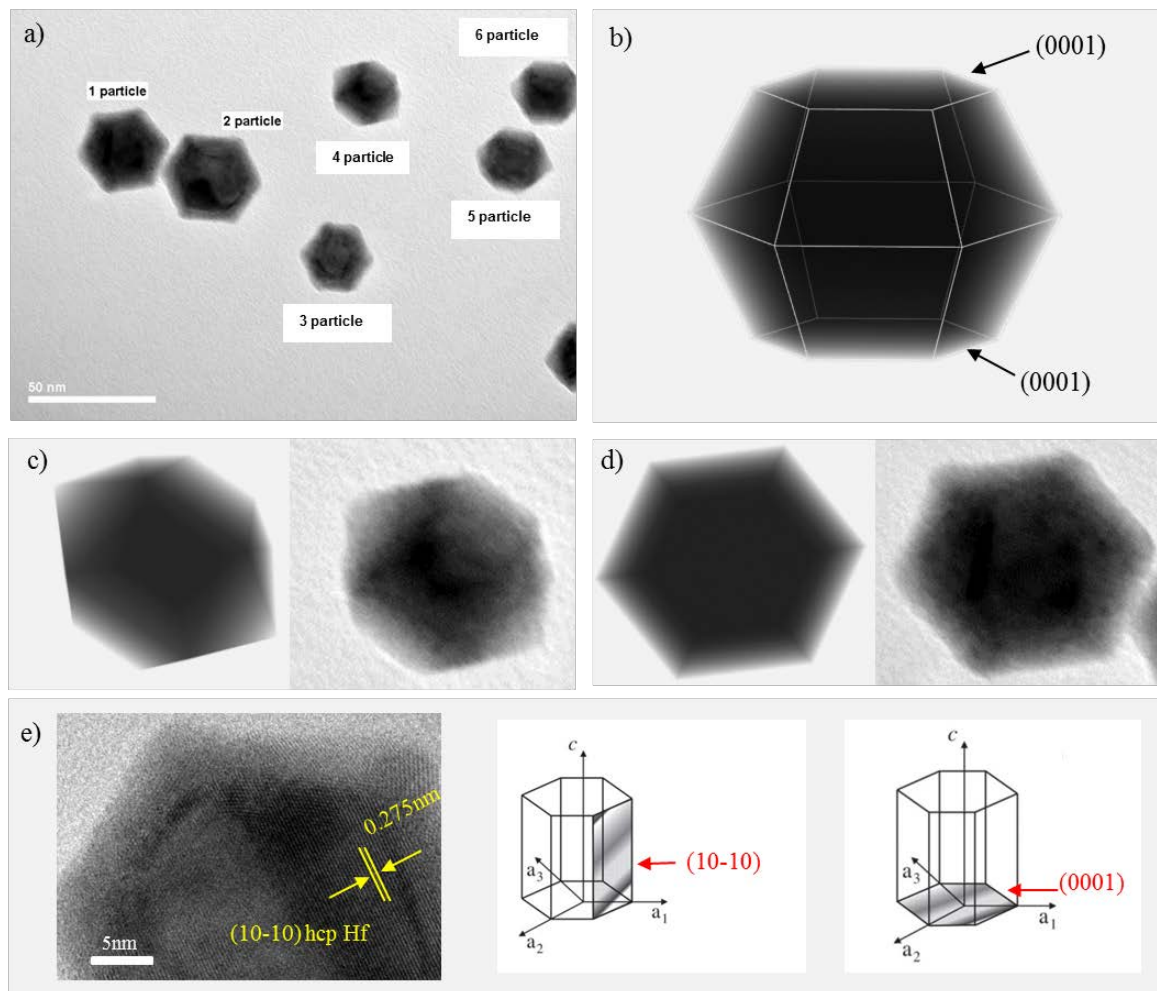 a)
6 particle
1 particle
2 particle
4 particle
5 particle
3 particle
50 nm
b)
(0001)
(0001)
c)
d)
e)
0.275nm
(10-10) hcp Hf
5nm
c
a3
a2
a1
(10-10)
c
a3
a2
a1
(0001)